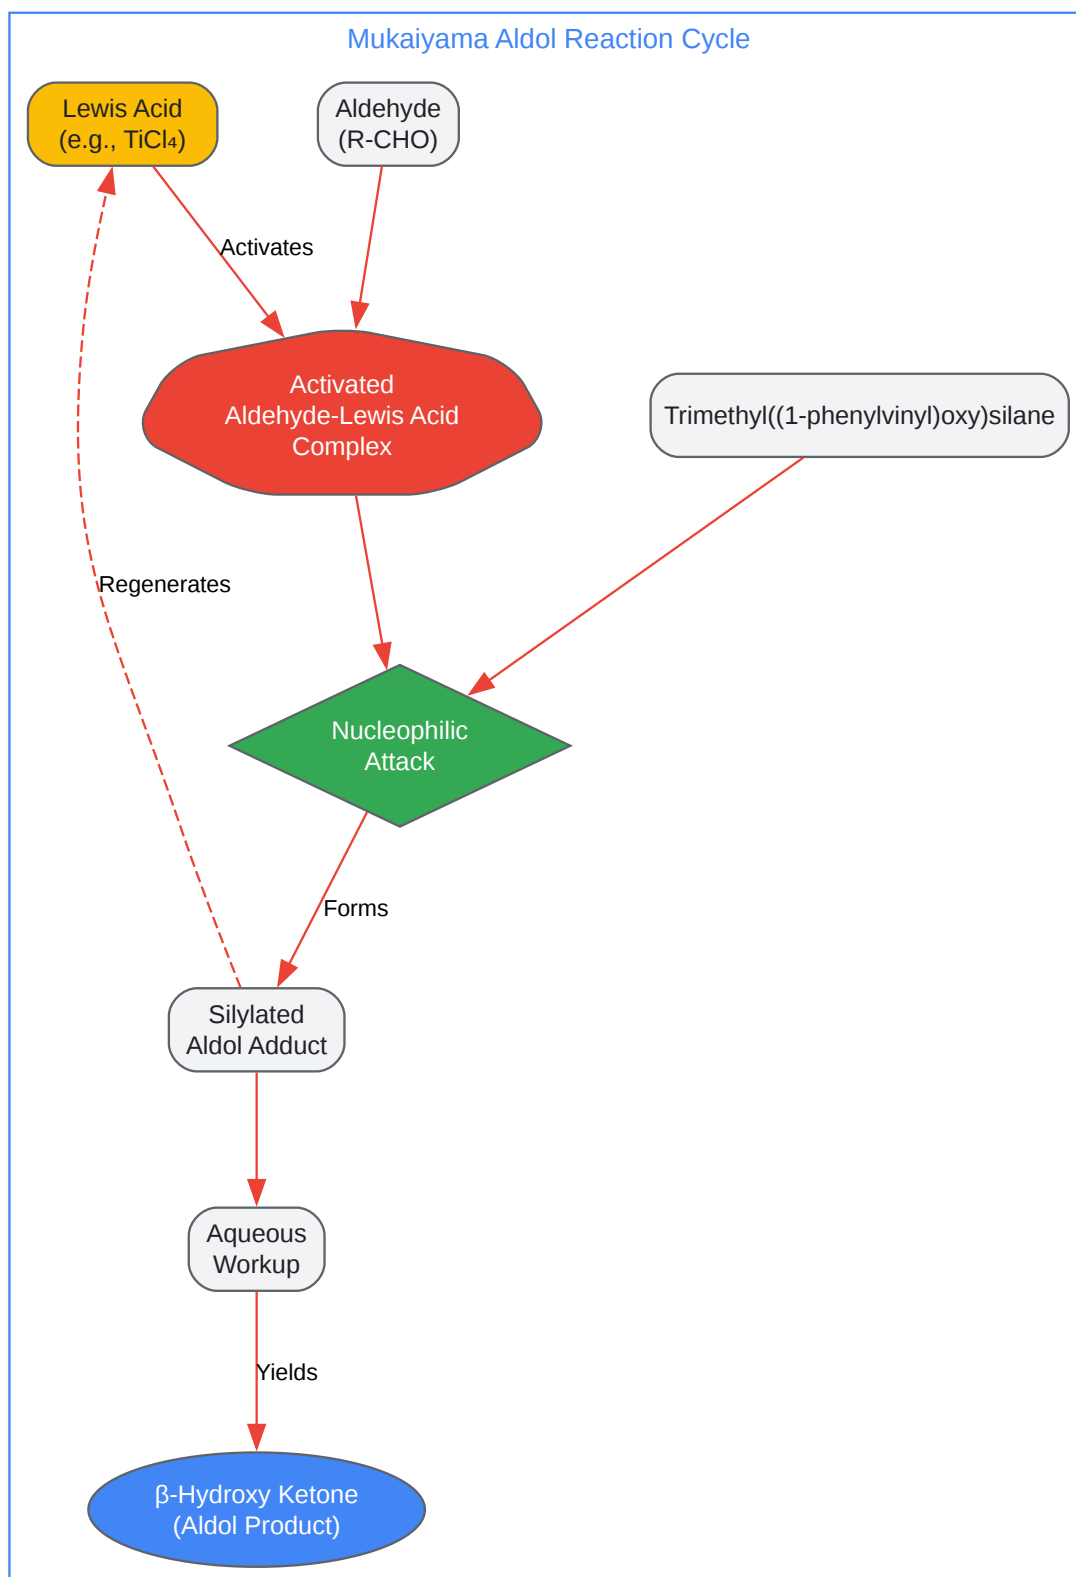 Mukaiyama Aldol Reaction Cycle
Lewis Acid
(e.g., TiCl₄)
Aldehyde
(R-CHO)
Activates
Activated
Aldehyde-Lewis Acid
Complex
Trimethyl((1-phenylvinyl)oxy)silane
Regenerates
Nucleophilic
Attack
Forms
Silylated
Aldol Adduct
Aqueous
Workup
Yields
β-Hydroxy Ketone
(Aldol Product)